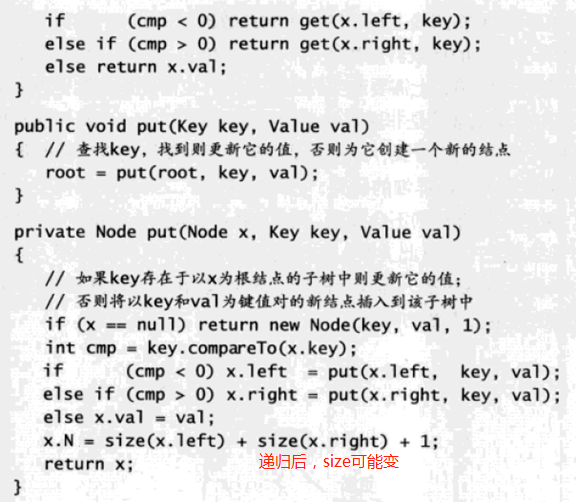 if      (cmp < 0) return get(x.left, key);
else if (cmp > 0) return get(x.right, key);
else return x.val;
}
public void put(Key key, Value val)
{  // 查找key，找到则更新它的值，否则为它创建一个新的结点
root = put(root, key, val);
}
private Node put(Node x, Key key, Value val)
{
// 如果key存在于以x为根结点的子树中则更新它的值；
// 否则将以key和val为键值对的新结点插入到该子树中
if (x == null) return new Node(key, val, 1);
int cmp = key.compareTo(x.key);
if      (cmp < 0) x.left  = put(x.left,  key, val);
else if (cmp > 0) x.right = put(x.right, key, val);
else x.val = val;
x.N = size(x.left) + size(x.right) + 1;
return x;
递归后，size可能变
}